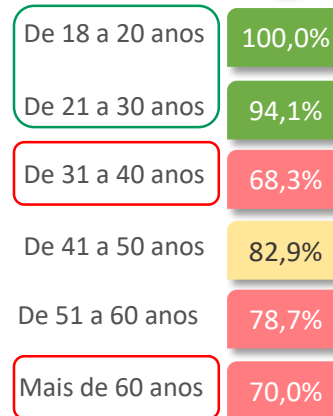 De 18 a 20 anos 100,0%
De 21 a 30 anos 94,1%
De 31 a 40 anos 68,3%
De 41 a 50 anos 82,9%
De 51 a 60 anos 78,7%
Mais de 60 anos 70,0%